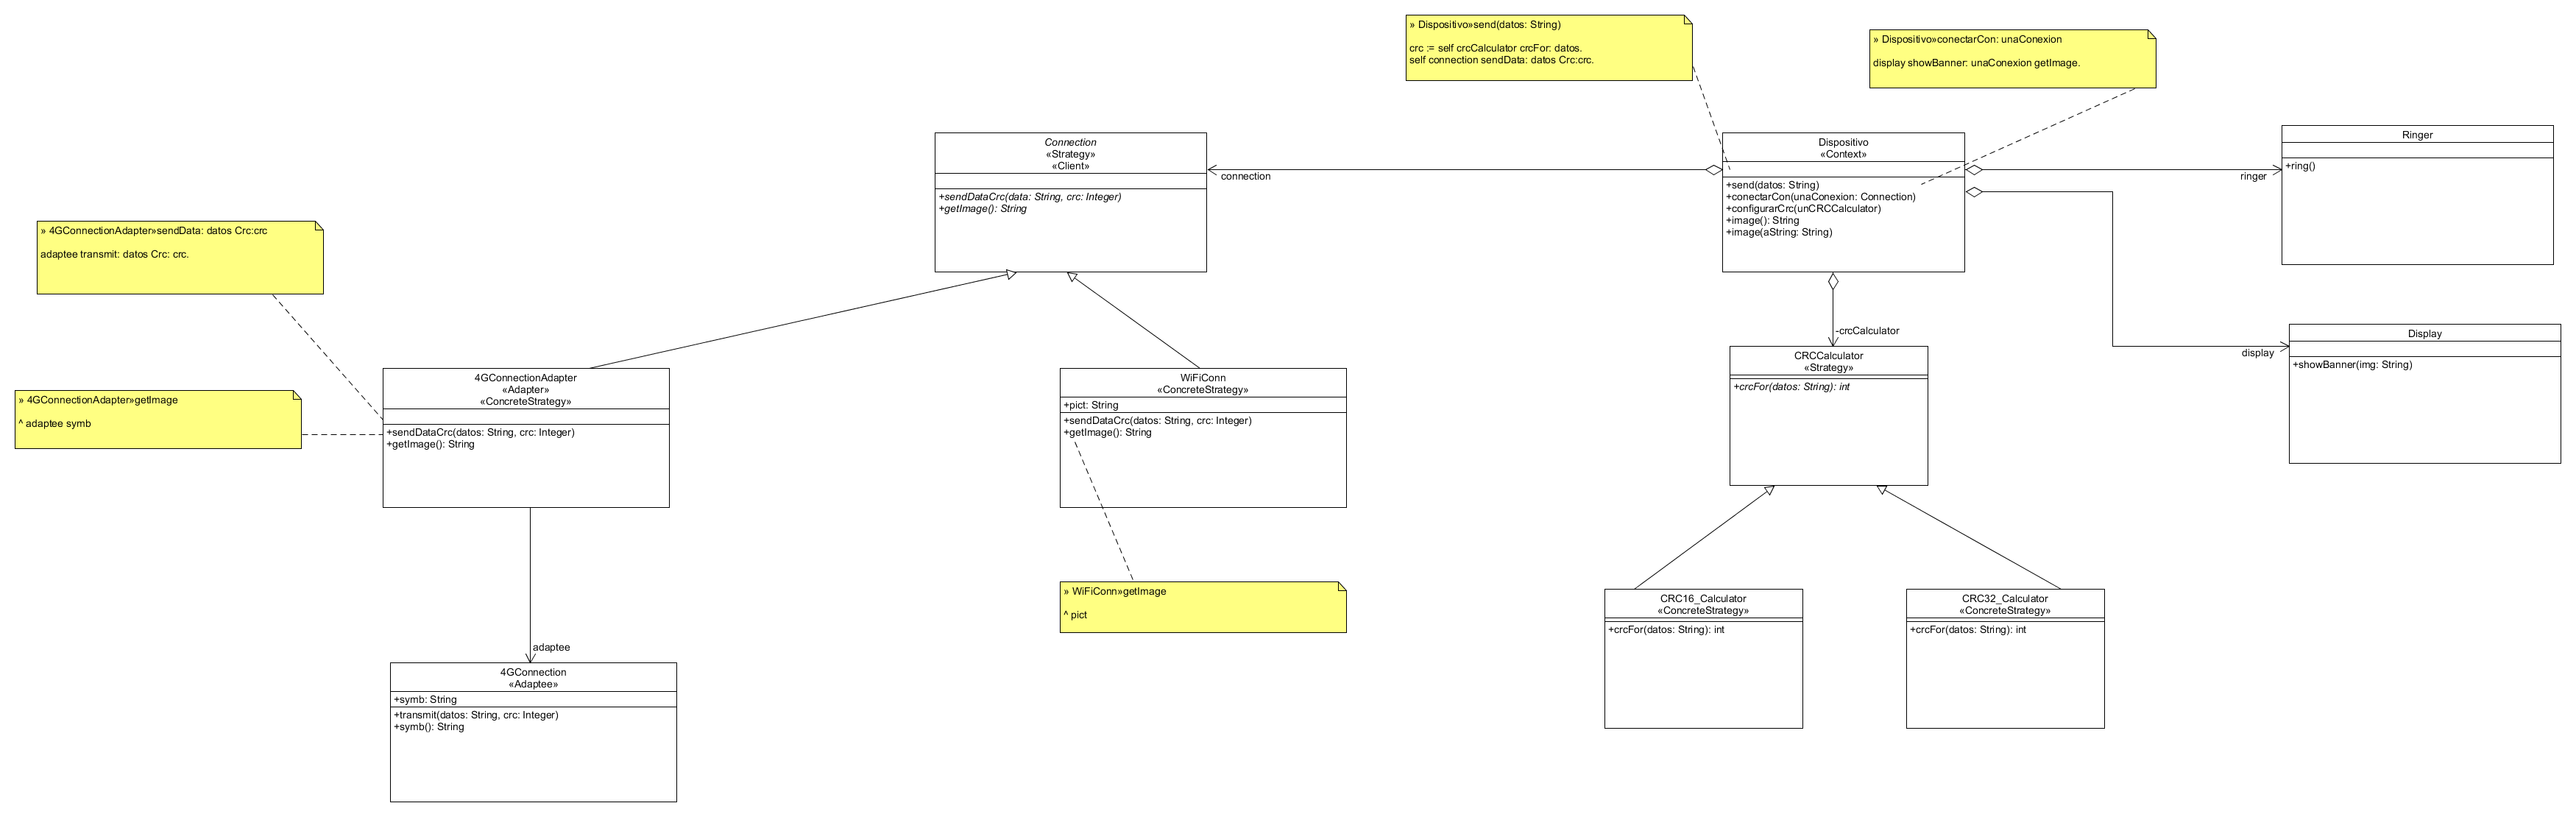 » Dispositivo»send(datos: String)
crc := self crcCalculator crcFor: datos.
self connection sendData: datos Crc:crc.
» Dispositivo»conectarCon: unaConexion
display showBanner: unaConexion getImage.
Connection
«Strategy»
«Client»
+sendDataCrc(data: String, crc: Integer)
+getImage(): String
connection
Dispositivo
«Context»
+send(datos: String)
+conectarCon(unaConexion: Connection)
+configurarCrc(unCRCCalculator)
+image(): String
+image(aString: String)
Ringer
+ring()
ringer
» 4GConnectionAdapter»sendData: datos Crc:crc
adaptee transmit: datos Crc: crc.
-crcCalculator
display
Display
+showBanner(img: String)
» 4GConnectionAdapter»getImage
^ adaptee symb
4GConnectionAdapter
«Adapter»
«ConcreteStrategy»
+sendDataCrc(datos: String, crc: Integer)
+getImage(): String
WiFiConn
«ConcreteStrategy»
+pict: String
+sendDataCrc(datos: String, crc: Integer)
+getImage(): String
CRCCalculator
«Strategy»
+crcFor(datos: String): int
» WiFiConn»getImage
^ pict
CRC16_Calculator
«ConcreteStrategy»
+crcFor(datos: String): int
CRC32_Calculator
«ConcreteStrategy»
+crcFor(datos: String): int
adaptee
4GConnection
«Adaptee»
+symb: String
+transmit(datos: String, crc: Integer)
+symb(): String